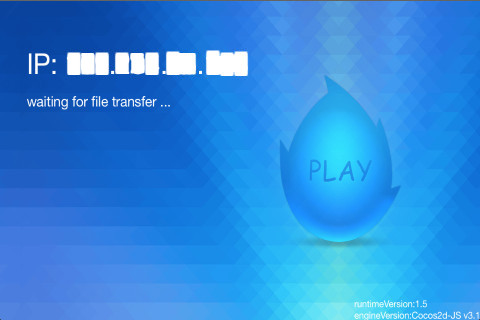 IP:
waiting for file transfer ...
PLAY
runtimeVersion:1.5
engineVersion:Cocos2d-JS v3.1